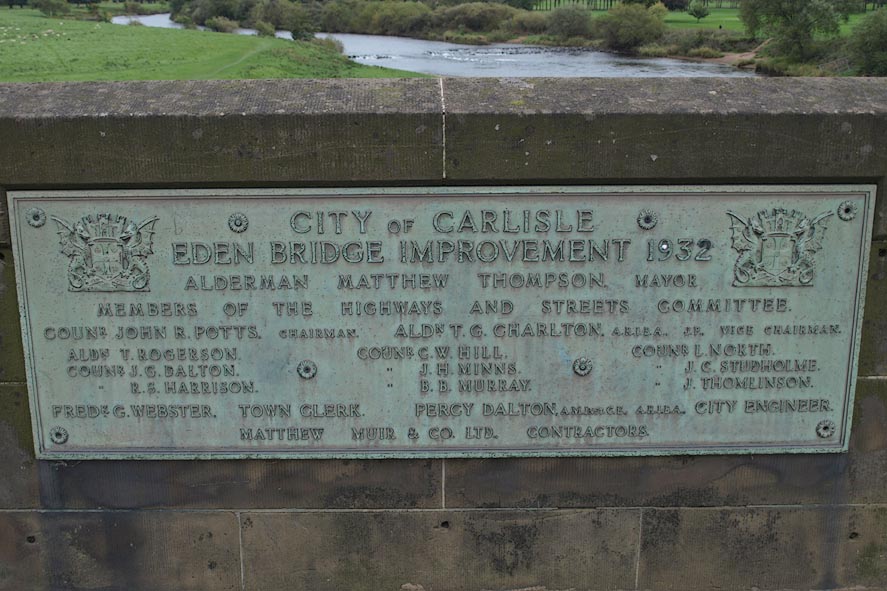 CITY OF CARLISLE
EDEN BRIDGE IMPROVEMENT 1932
ALDERMAN MATTHEW THOMPSON. MAYOR
MEMBERS OF THE HIGHWAYS AND STREETS COMMITTEE.
COUNR. JOHN R. POTTS. CHAIRMAN. ALDN. T. G. CHARLTON. A.R.I.B.A. J.P. VICE CHAIRMAN.
ALDN. T. ROGERSON. COUNR. C. W. HILL. COUNR. I. NORTH.
COUNR. J. G. DALTON. " J. H. MINNS. " J. C. STUDHOLME.
" R. S. HARRISON. " B. B. MURRAY. " J. THOMLINSON.
FREDK. G. WEBSTER. TOWN CLERK. PERCY DALTON. A.M.INST.C.E. A.R.I.B.A. CITY ENGINEER.
MATTHEW MUIR & CO. LTD. CONTRACTORS.